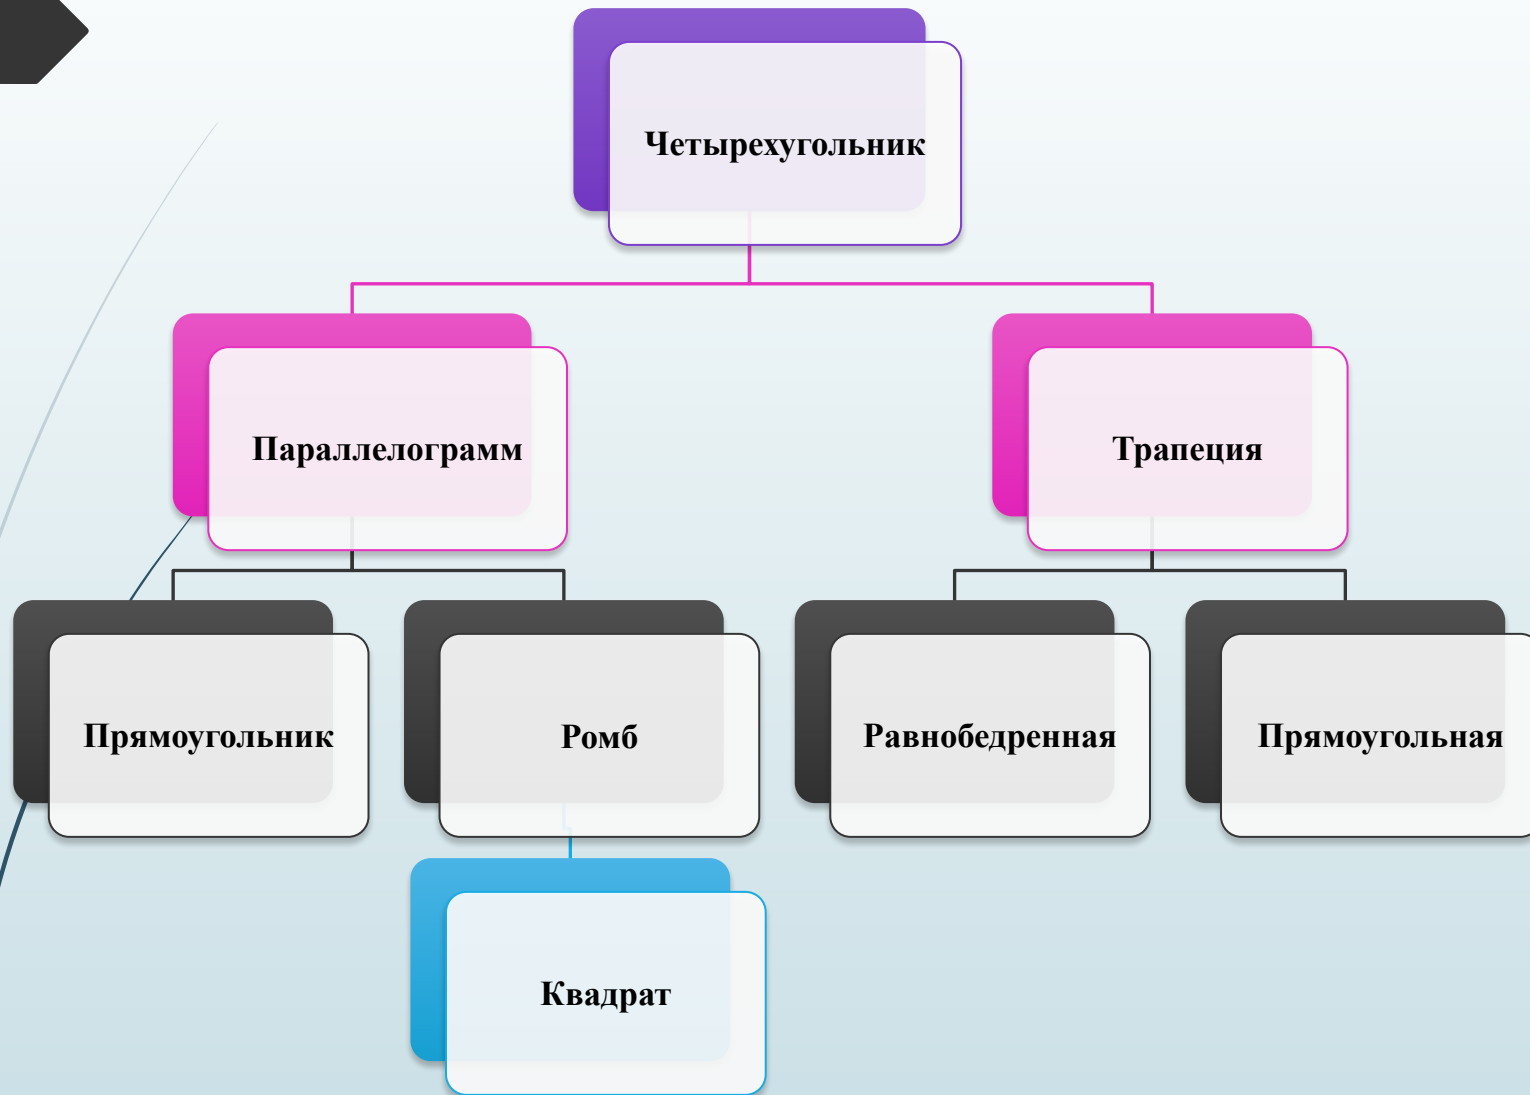 Четырехугольник
Параллелограмм
Трапеция
Прямоугольник
Ромб
Равнобедренная
Прямоугольная
Квадрат